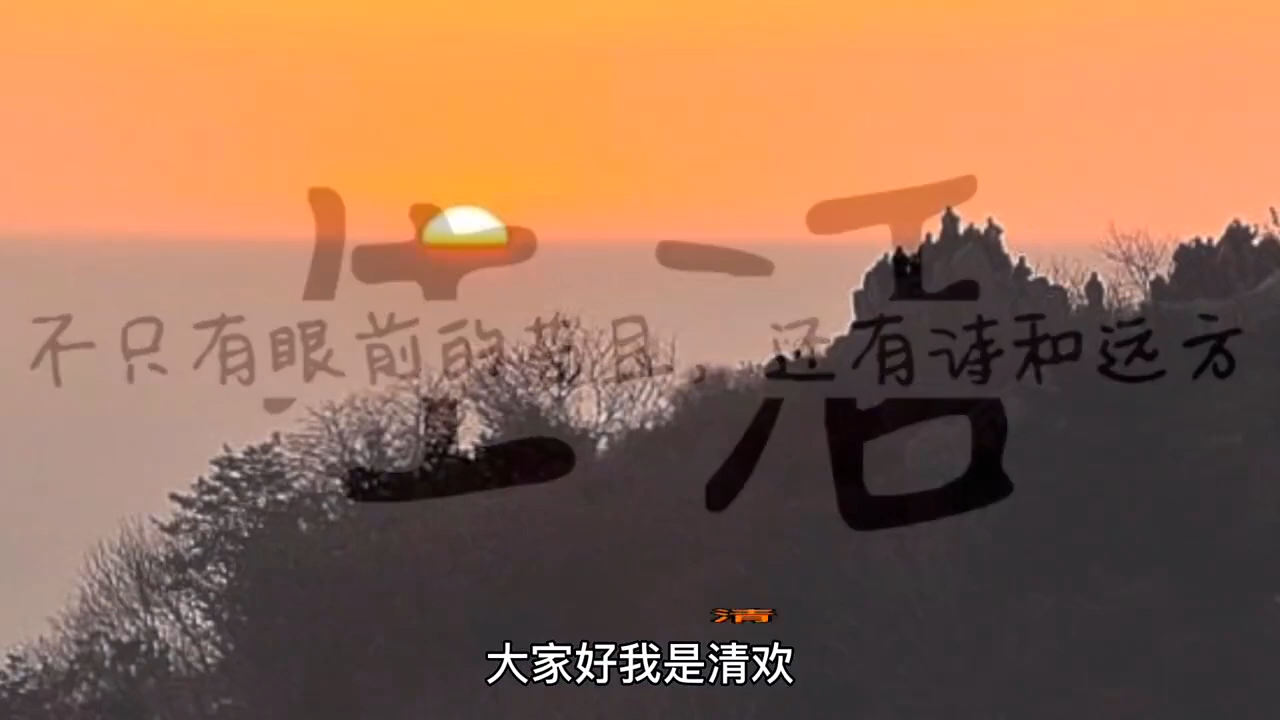 生活
不只有眼前的苟且，还有诗和远方
清
大家好我是清欢